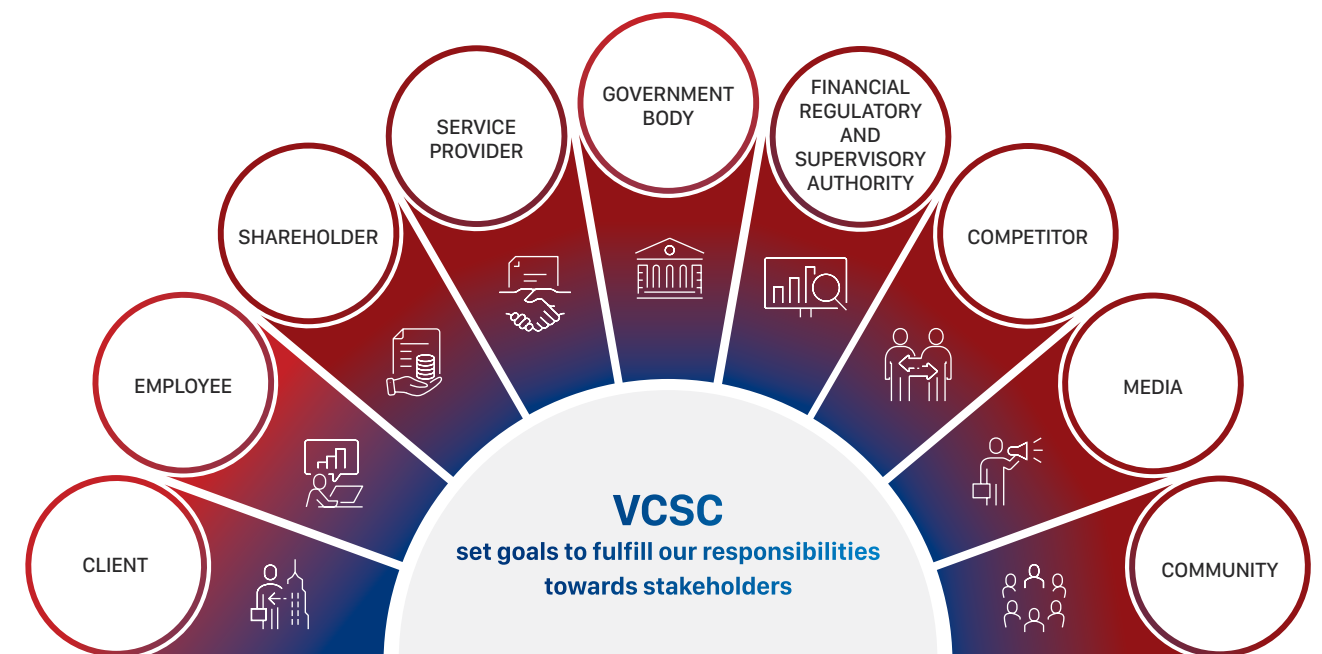 CLIENT
EMPLOYEE
SHAREHOLDER
SERVICE
PROVIDER
GOVERNMENT
BODY
FINANCIAL
REGULATORY
AND
SUPERVISORY
AUTHORITY
COMPETITOR
MEDIA
COMMUNITY
VCSC
set goals to fulfill our responsibilities
towards stakeholders